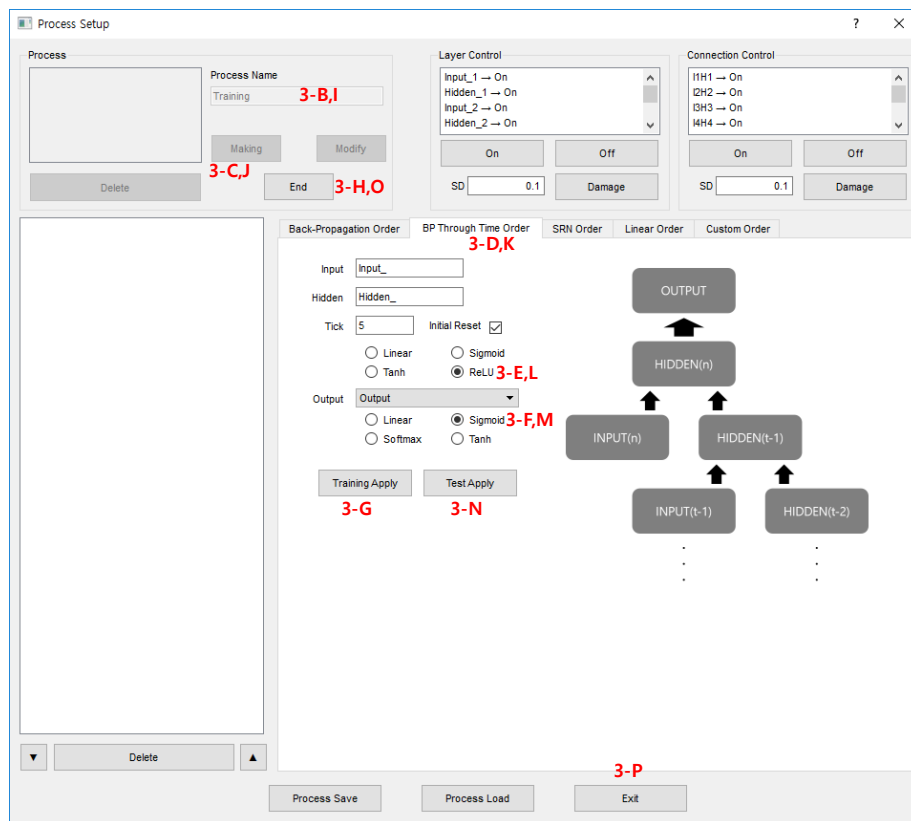 Process Setup
?
Process
Process Name
Training
3-B,I
Making
Modify
3-C,J
Delete
End
3-H,O
Layer Control
Input_1 → On
Hidden_1 → On
Input_2 → On
Hidden_2 → On
On
Off
SD
0.1
Damage
Connection Control
I1H1 → On
I2H2 → On
I3H3 → On
I4H4 → On
On
Off
SD
0.1
Damage
Back-Propagation Order
BP Through Time Order
SRN Order
Linear Order
Custom Order
3-D,K
Input
Input_
Hidden
Hidden_
Tick
5
Initial Reset
Linear
Sigmoid
Tanh
ReLU
3-E,L
Output
Output
Linear
Sigmoid
3-F,M
Softmax
Tanh
Training Apply
Test Apply
3-G
3-N
OUTPUT
HIDDEN(n)
INPUT(n)
HIDDEN(t-1)
INPUT(t-1)
HIDDEN(t-2)
Delete
3-P
Process Save
Process Load
Exit